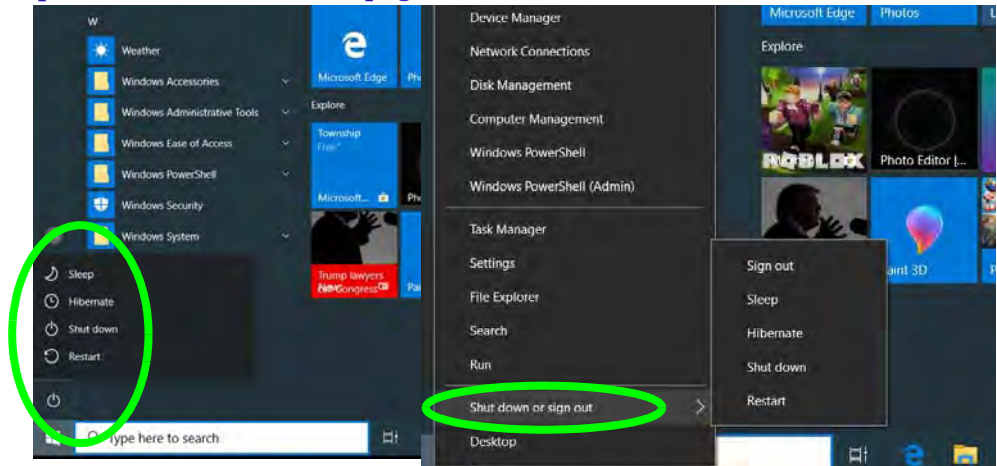 W
Weather
Windows Accessories
Windows Administrative Tools
Windows Ease of Access
Windows PowerShell
Windows Security
Windows System
Sleep
Hibernate
Shut down
Restart
Type here to search
Microsoft Edge
Explore
Township
Free*
Microsoft...
Trump lawyers
Congress
Device Manager
Network Connections
Disk Management
Computer Management
Windows PowerShell
Windows PowerShell (Admin)
Task Manager
Settings
File Explorer
Search
Run
Shut down or sign out
Desktop
Sign out
Sleep
Hibernate
Shut down
Restart
Microsoft Edge
Photos
Explore
ROBLOX
Photo Editor |...
aint 3D